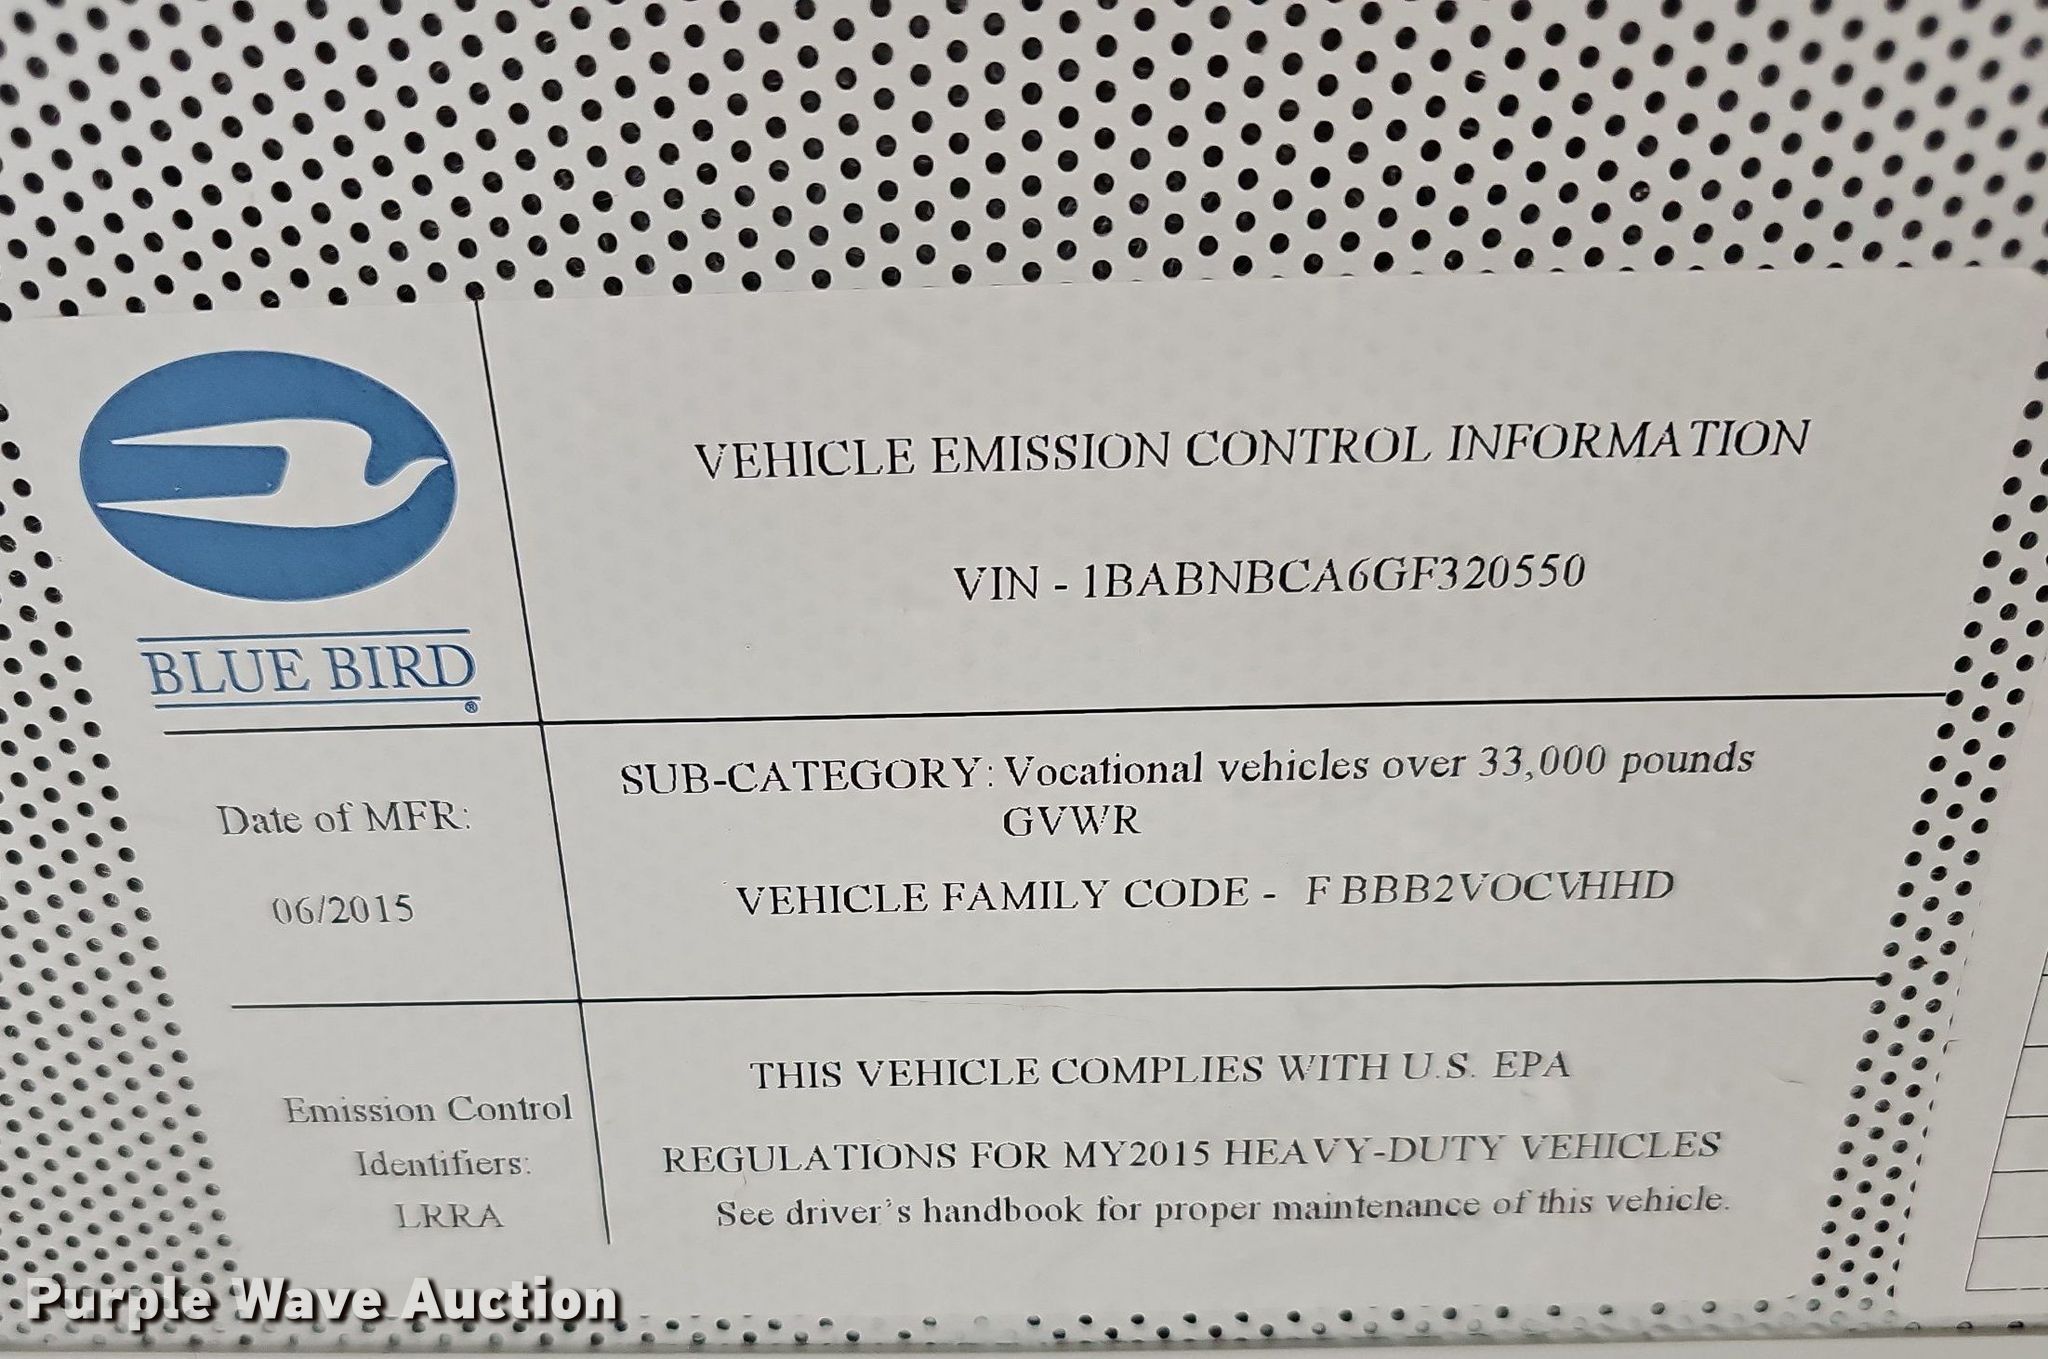 VEHICLE EMISSION CONTROL INFORMATION
VIN - 1BABNBCA6GF320550
BLUE BIRD
®
Date of MFR:
06/2015
SUB-CATEGORY: Vocational vehicles over 33,000 pounds
GVWR
VEHICLE FAMILY CODE - FBBB2VOCVHHD
Emission Control
Identifiers:
LRRA
THIS VEHICLE COMPLIES WITH U.S. EPA
REGULATIONS FOR MY2015 HEAVY-DUTY VEHICLES
See driver's handbook for proper maintenance of this vehicle.
Purple Wave Auction